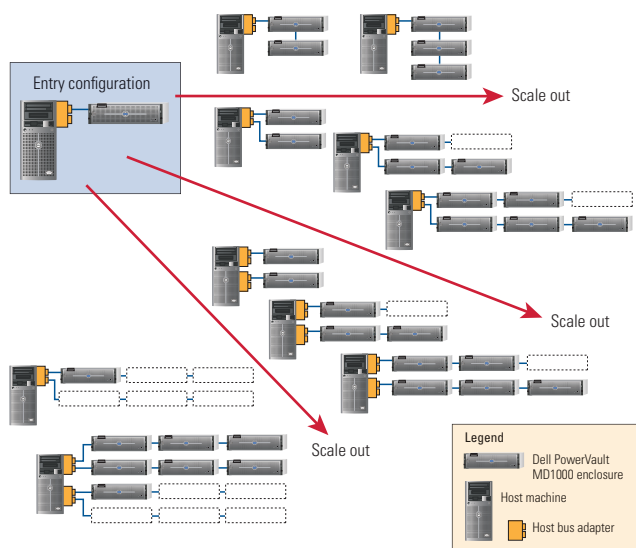 Entry configuration
Scale out
Scale out
Scale out
Legend
Dell PowerVault
MD1000 enclosure
Host machine
Host bus adapter